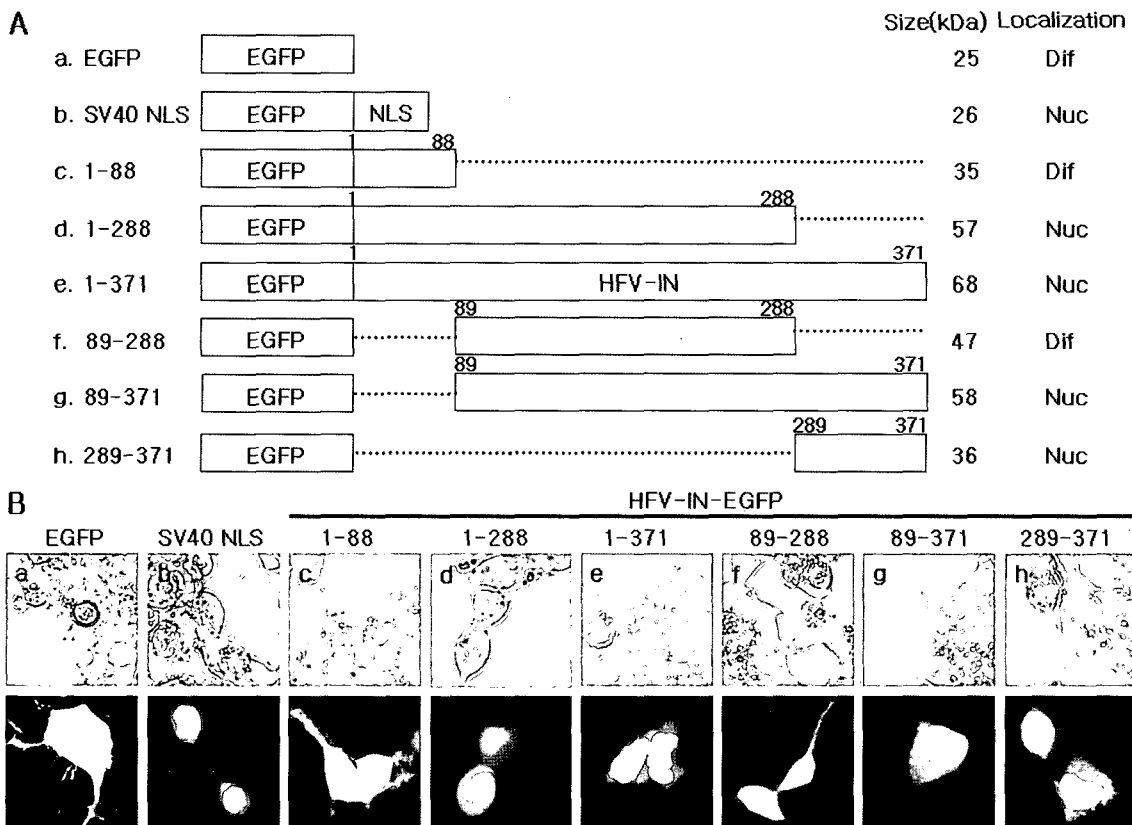 A
Size(kDa) Localization
a. EGFP EGFP 25 Dif
b. SV40 NLS EGFP NLS 26 Nuc
1 88
c. 1-88 EGFP 35 Dif
1 288
d. 1-288 EGFP 57 Nuc
1 371
e. 1-371 EGFP HFV-IN 68 Nuc
89 288
f. 89-288 EGFP 47 Dif
89 371
g. 89-371 EGFP 58 Nuc
289 371
h. 289-371 EGFP 36 Nuc
B
HFV-IN-EGFP
EGFP SV40 NLS 1-88 1-288 1-371 89-288 89-371 289-371
a b c d e f g h